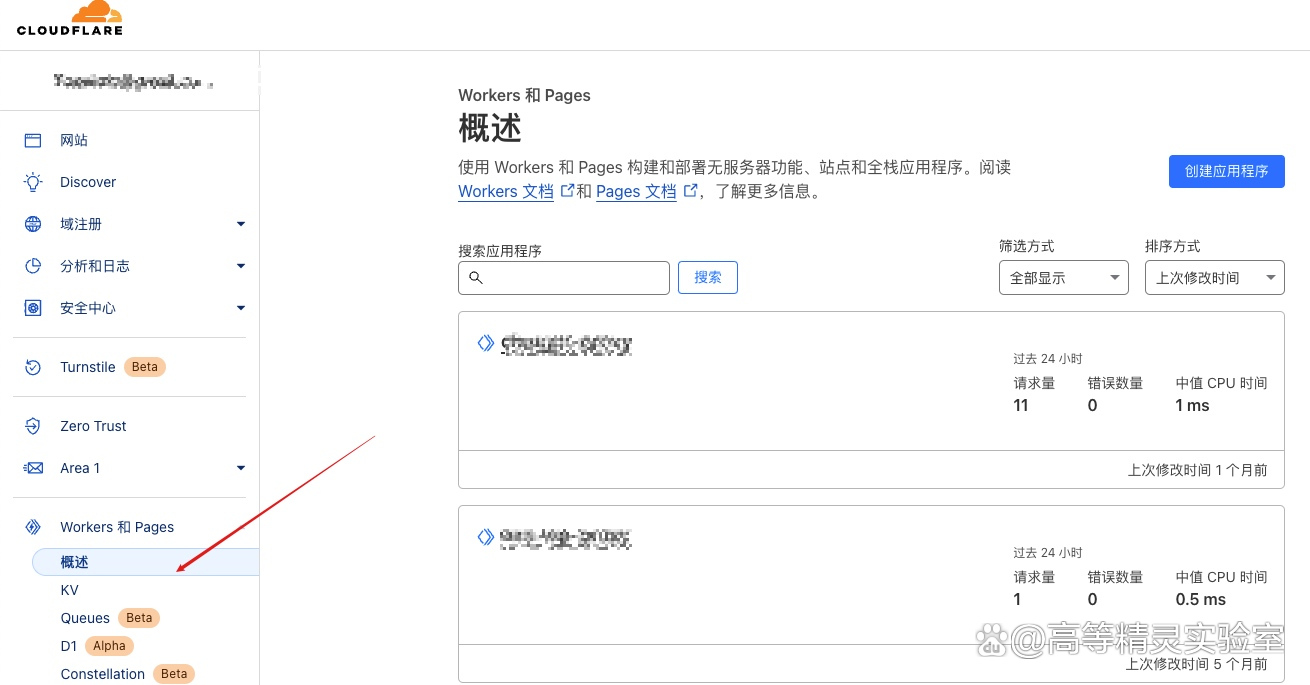 CLOUDFLARE
网站
Discover
域注册
分析和日志
安全中心
Turnstile Beta
Zero Trust
Area 1
Workers 和 Pages
概述
KV
Queues Beta
D1 Alpha
Constellation Beta
Workers 和 Pages
概述
使用 Workers 和 Pages 构建和部署无服务器功能、站点和全栈应用程序。阅读
Workers 文档 和 Pages 文档 ，了解更多信息。
创建应用程序
搜索应用程序
搜索
筛选方式
全部显示
排序方式
上次修改时间
过去 24 小时
请求量 错误数量 中值 CPU 时间
11 0 1 ms
上次修改时间 1 个月前
过去 24 小时
请求量 错误数量 中值 CPU 时间
1 0 0.5 ms
上次修改时间 5 个月前
du @高等精灵实验室